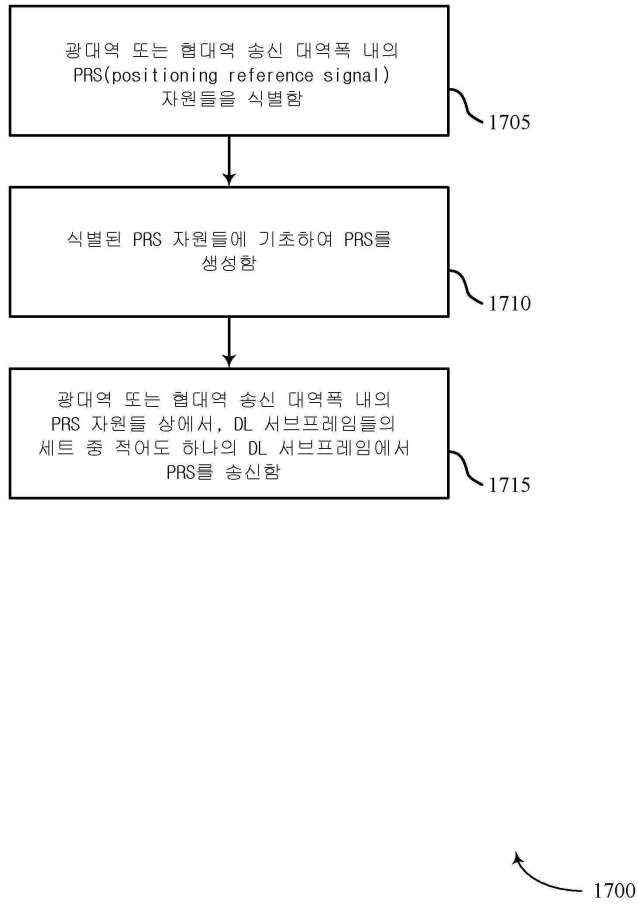 광대역 또는 협대역 송신 대역폭 내의
PRS(positioning reference signal)
자원들을 식별함
1705
식별된 PRS 자원들에 기초하여 PRS를
생성함
1710
광대역 또는 협대역 송신 대역폭 내의
PRS 자원들 상에서, DL 서브프레임들의
세트 중 적어도 하나의 DL 서브프레임에서
PRS를 송신함
1715
1700